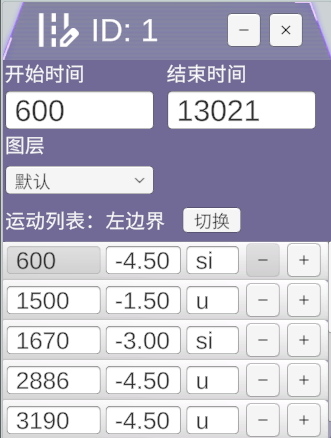 ID: 1 − ×
开始时间 结束时间
600 13021
图层
默认
运动列表：左边界 切换
600 -4.50 si − +
1500 -1.50 u − +
1670 -3.00 si − +
2886 -4.50 u − +
3190 -4.50 u − +